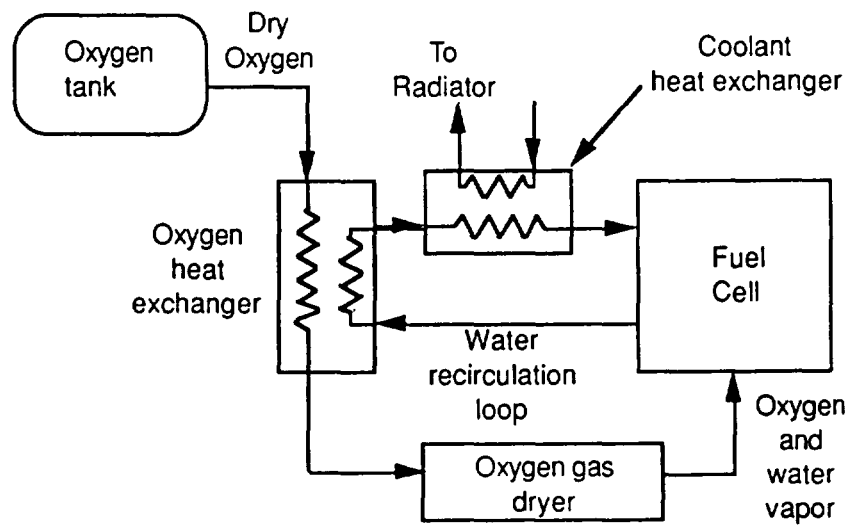 Oxygen
tank
Dry
Oxygen
To
Radiator
Coolant
heat exchanger
Oxygen
heat
exchanger
Fuel
Cell
Water
recirculation
loop
Oxygen gas
dryer
Oxygen
and
water
vapor